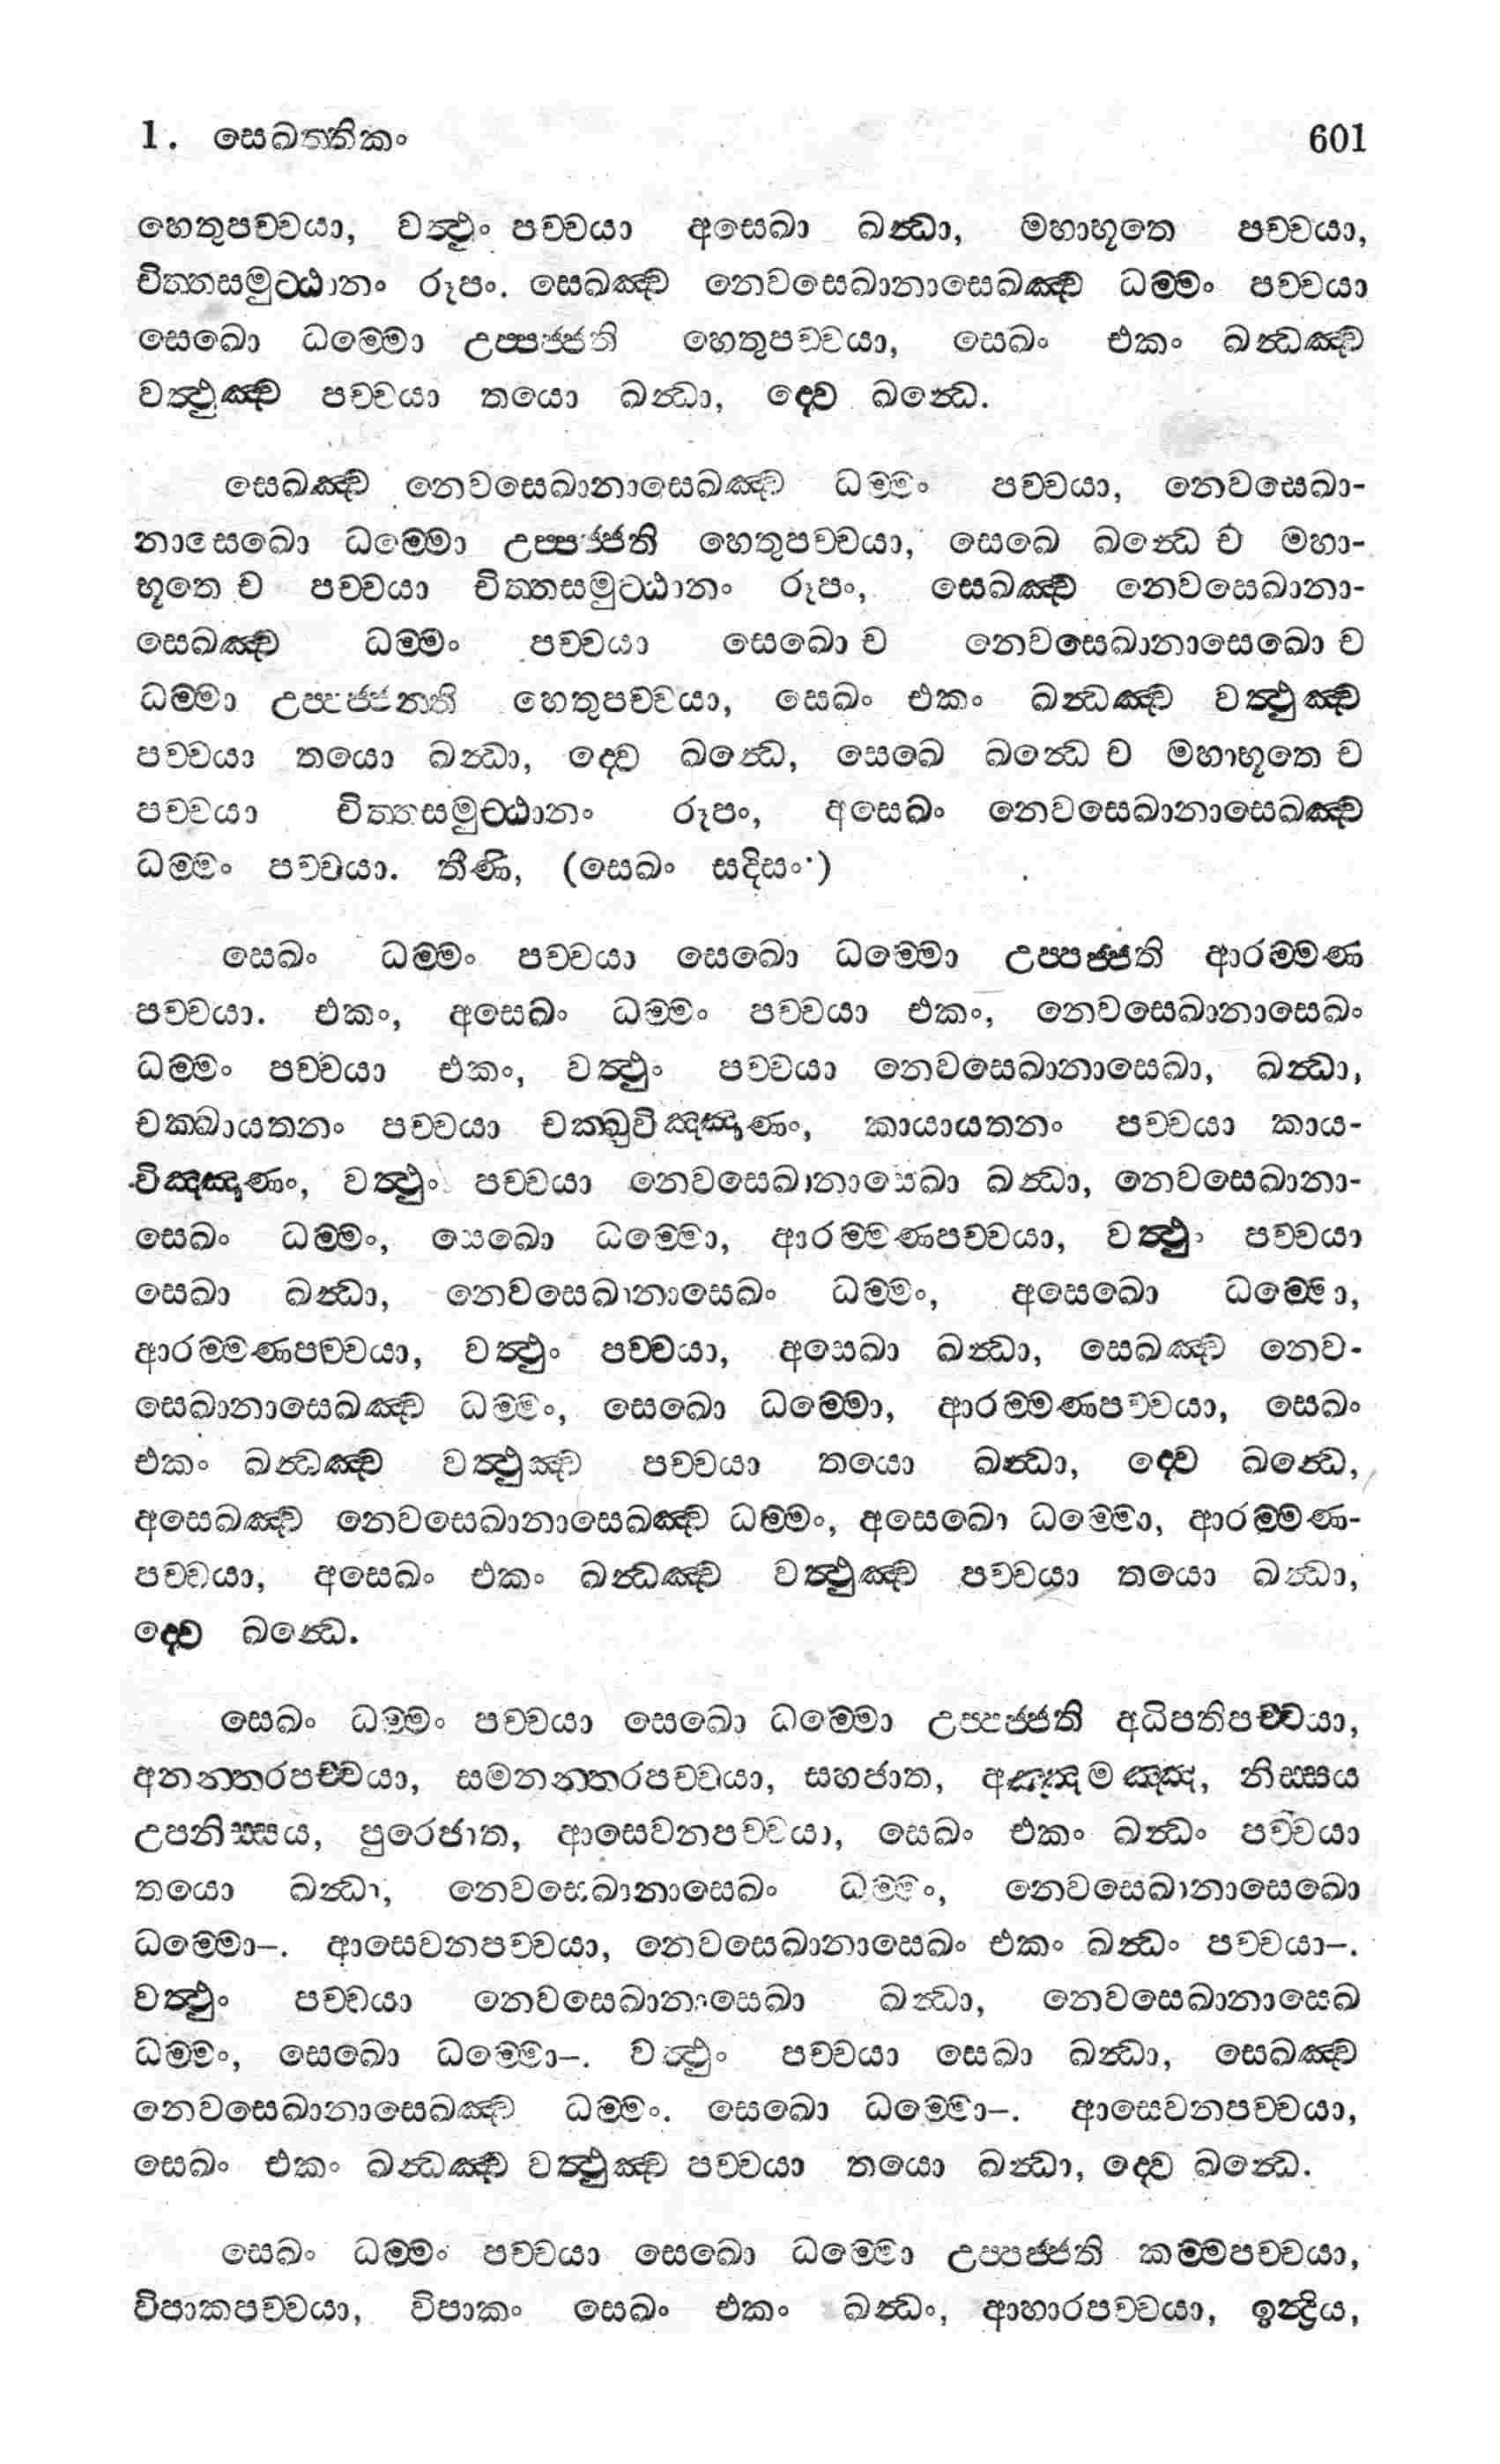 1. සෙඛත්තිකං 601
හෙතුපච්චයා, වත්ථුං පච්චයා අසෙඛා ඛන්ධා, මහාභූතෙ පච්චයා,
චිත්තසමුට්ඨානං රූපං. සෙඛඤ්ච නෙවසෙඛානාසෙඛඤ්ච ධම්මං පච්චයා
සෙඛො ධම්මො උප්පජ්ජති හෙතුපච්චයා, සෙඛං එකං ඛන්ධඤ්ච
වත්ථුඤ්ච පච්චයා තයො ඛන්ධා, ද්වෙ ඛන්ධෙ.
සෙඛඤ්ච නෙවසෙඛානාසෙඛඤ්ච ධම්මං පච්චයා, නෙවසෙඛා-
නාසෙඛො ධම්මො උප්පජ්ජති හෙතුපච්චයා, සෙඛෙ ඛන්ධෙ ච මහා-
භූතෙ ච පච්චයා චිත්තසමුට්ඨානං රූපං, සෙඛඤ්ච නෙවසෙඛානා-
සෙඛඤ්ච ධම්මං පච්චයා සෙඛො ච නෙවසෙඛානාසෙඛො ච
ධම්මා උප්පජ්ජන්ති හෙතුපච්චයා, සෙඛං එකං ඛන්ධඤ්ච වත්ථුඤ්ච
පච්චයා තයො ඛන්ධා, ද්වෙ ඛන්ධෙ, සෙඛෙ ඛන්ධෙ ච මහාභූතෙ ච
පච්චයා චිත්තසමුට්ඨානං රූපං, අසෙඛං නෙවසෙඛානාසෙඛඤ්ච
ධම්මං පච්චයා. තීණි, (සෙඛං සදිසං)
සෙඛං ධම්මං පච්චයා සෙඛො ධම්මො උප්පජ්ජති ආරම්මණ
පච්චයා. එකං, අසෙඛං ධම්මං පච්චයා එකං, නෙවසෙඛානාසෙඛං
ධම්මං පච්චයා එකං, වත්ථුං පච්චයා නෙවසෙඛානාසෙඛා, ඛන්ධා,
චක්ඛායතනං පච්චයා චක්ඛුවිඤ්ඤණං, කායායතනං පච්චයා කාය-
විඤ්ඤණං, වත්ථුං පච්චයා නෙවසෙඛානාසෙඛා ඛන්ධා, නෙවසෙඛානා-
සෙඛං ධම්මං, සෙඛො ධම්මො, ආරම්මණපච්චයා, වත්ථුං පච්චයා
සෙඛා ඛන්ධා, නෙවසෙඛානාසෙඛං ධම්මං, අසෙඛො ධම්මො,
ආරම්මණපච්චයා, වත්ථුං පච්චයා, අසෙඛා ඛන්ධා, සෙඛඤ්ච නෙව-
සෙඛානාසෙඛඤ්ච ධම්මං, සෙඛො ධම්මො, ආරම්මණපච්චයා, සෙඛං
එකං ඛන්ධඤ්ච වත්ථුඤ්ච පච්චයා තයො ඛන්ධා, ද්වෙ ඛන්ධෙ,
අසෙඛඤ්ච නෙවසෙඛානාසෙඛඤ්ච ධම්මං, අසෙඛො ධම්මො, ආරම්මණ-
පච්චයා, අසෙඛං එකං ඛන්ධඤ්ච වත්ථුඤ්ච පච්චයා තයො ඛන්ධා,
ද්වෙ ඛන්ධෙ.
සෙඛං ධම්මං පච්චයා සෙඛො ධම්මො උප්පජ්ජති අධිපතිපච්චයා,
අනන්තරපච්චයා, සමනන්තරපච්චයා, සහජාත, අඤ්ඤමඤ්ඤ, නිස්සය
උපනිස්සය, පුරෙජාත, ආසෙවනපච්චයා, සෙඛං එකං ඛන්ධං පච්චයා
තයො ඛන්ධා, නෙවසෙඛානාසෙඛං ධම්මං, නෙවසෙඛානාසෙඛො
ධම්මො–. ආසෙවනපච්චයා, නෙවසෙඛානාසෙඛං එකං ඛන්ධං පච්චයා–.
වත්ථුං පච්චයා නෙවසෙඛානාසෙඛා ඛන්ධා, නෙවසෙඛානාසෙඛ
ධම්මං, සෙඛො ධම්මො–. වත්ථුං පච්චයා සෙඛා ඛන්ධා, සෙඛඤ්ච
නෙවසෙඛානාසෙඛඤ්ච ධම්මං. සෙඛො ධම්මො–. ආසෙවනපච්චයා,
සෙඛං එකං ඛන්ධඤ්ච වත්ථුඤ්ච පච්චයා තයො ඛන්ධා, ද්වෙ ඛන්ධෙ.
සෙඛං ධම්මං පච්චයා සෙඛො ධම්මො උප්පජ්ජති කම්මපච්චයා,
විපාකපච්චයා, විපාකං සෙඛං එකං ඛන්ධං, ආහාරපච්චයා, ඉන්ද්‍රිය,